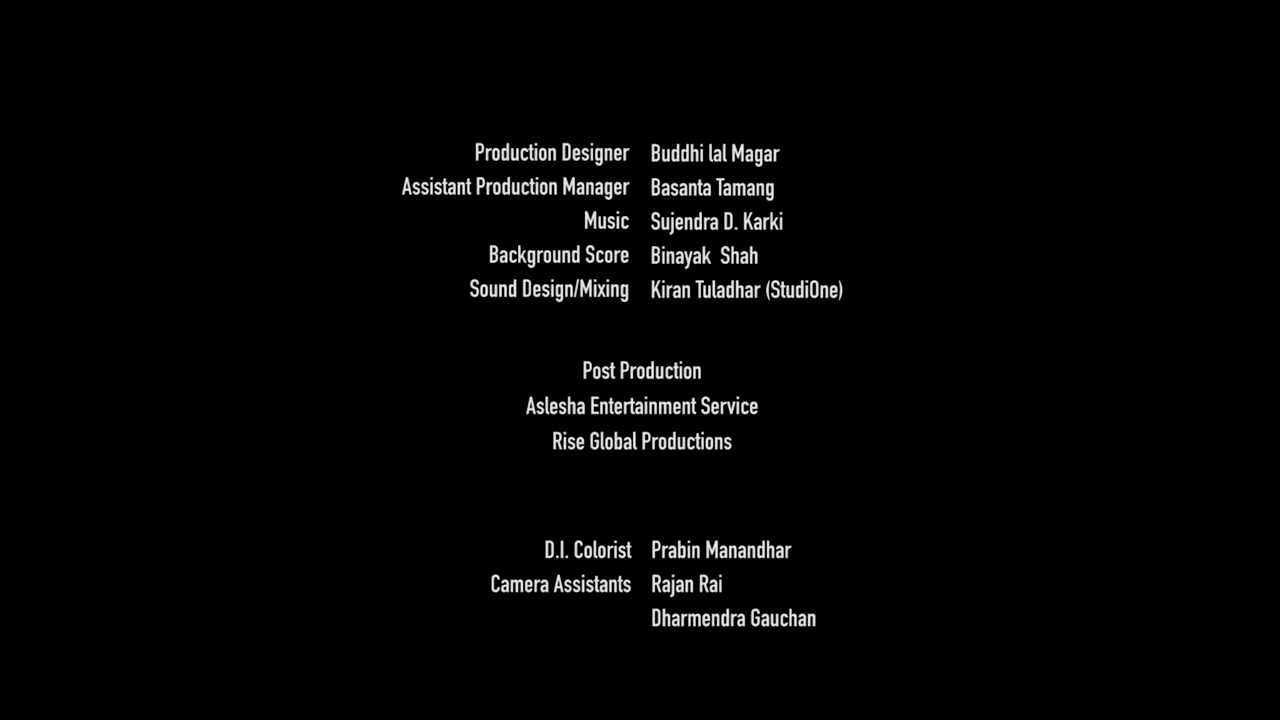 Production Designer Buddhi lal Magar
Assistant Production Manager Basanta Tamang
Music Sujendra D. Karki
Background Score Binayak Shah
Sound Design/Mixing Kiran Tuladhar (StudiOne)
Post Production
Aslesha Entertainment Service
Rise Global Productions
D.I. Colorist Prabin Manandhar
Camera Assistants Rajan Rai
Dharmendra Gauchan